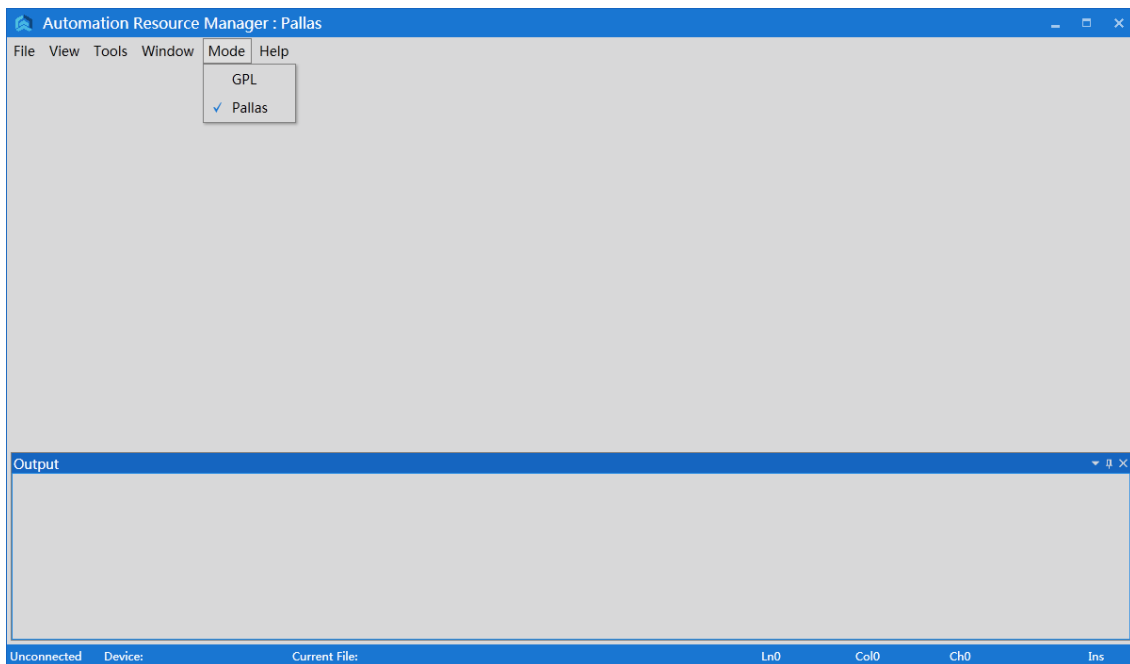 Automation Resource Manager : Pallas
File View Tools Window Mode Help
GPL
✓ Pallas
Output
Unconnected Device: Current File: Ln0 Col0 Ch0 Ins